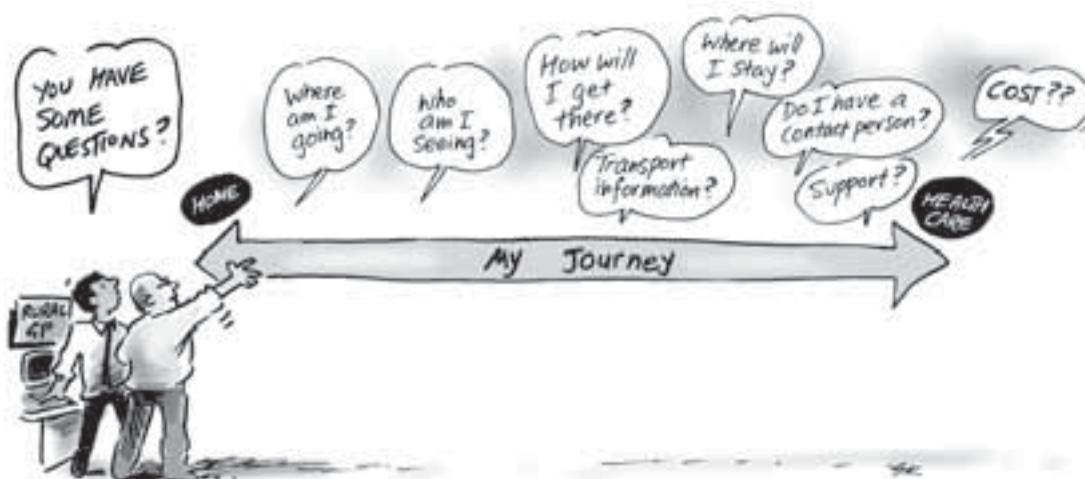 YOU HAVE
SOME
QUESTIONS?
HOME
Where
am I
going?
Who
am I
Seeing?
How will
I get
there?
Transport
information?
Where will
I Stay?
Do I have a
contact person?
Support?
COST??
HEALTH
CARE
My Journey
RURAL
GP